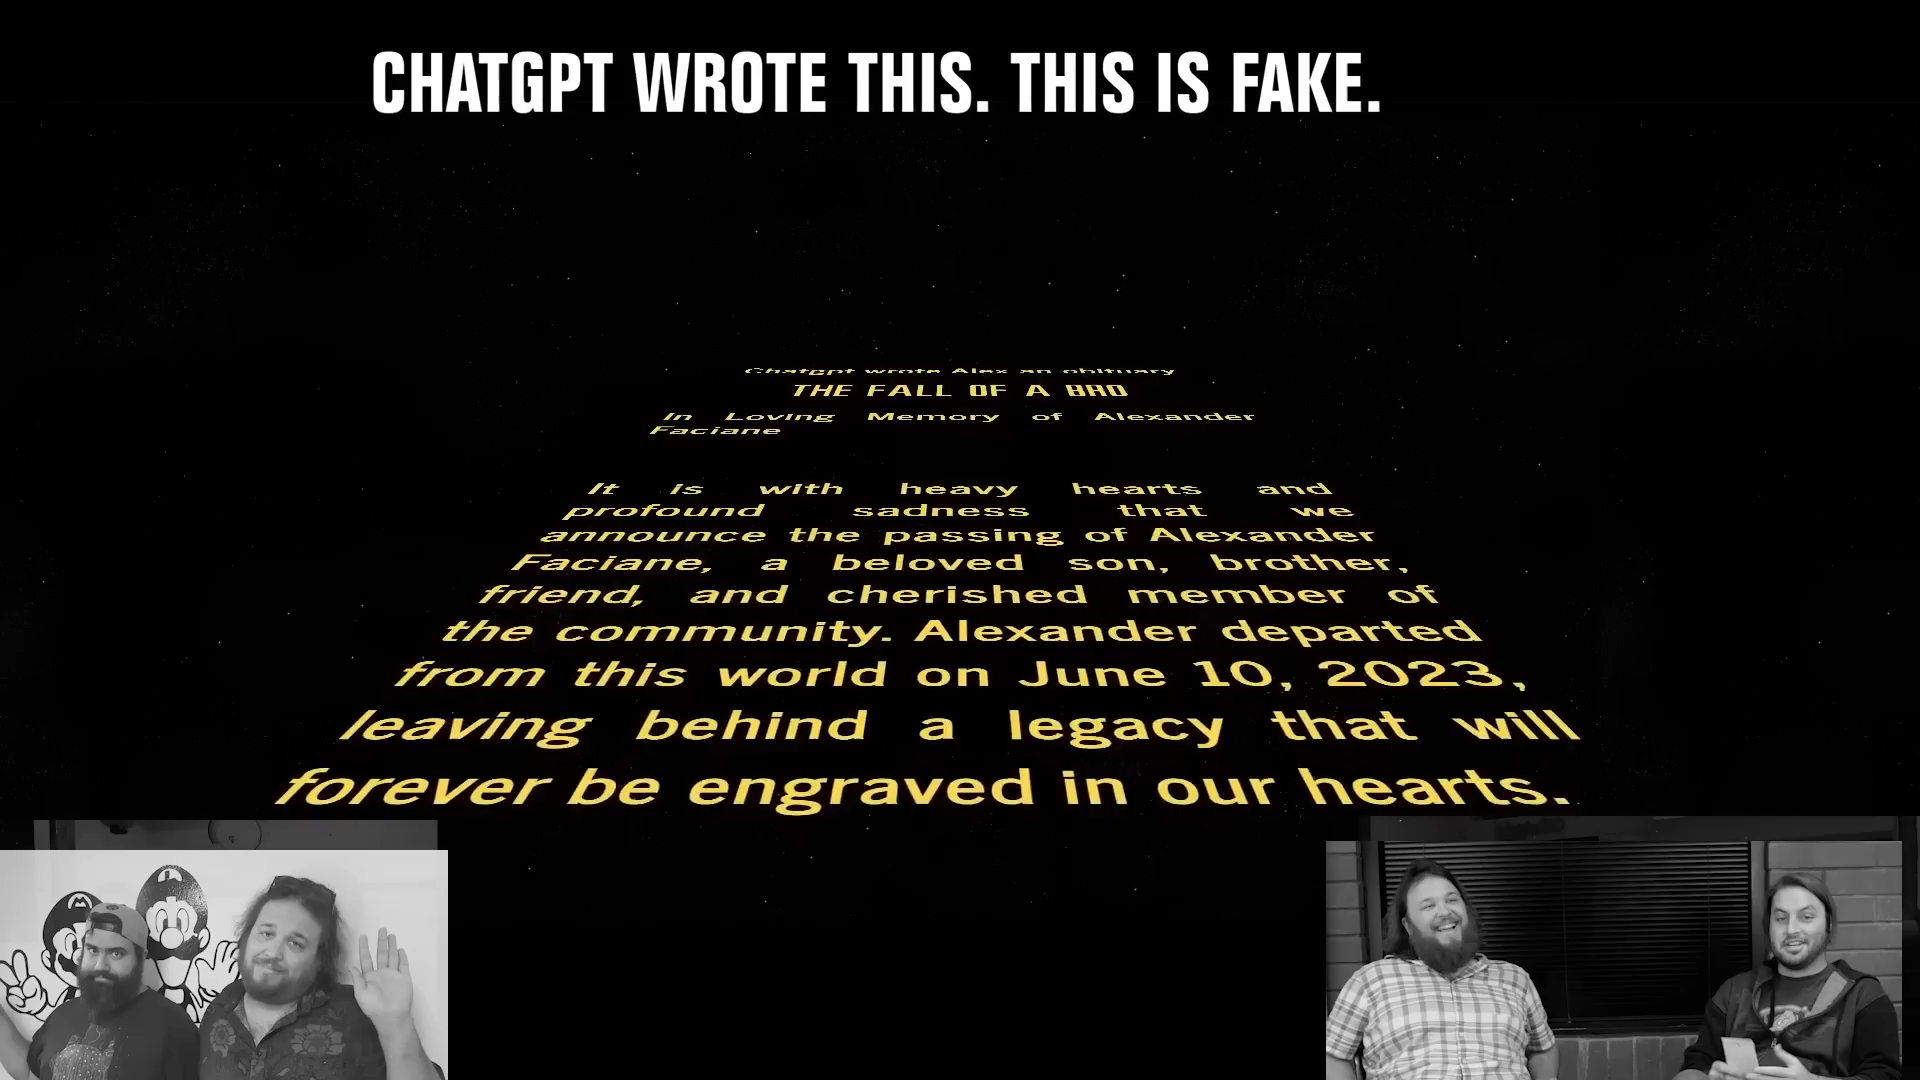 CHATGPT WROTE THIS. THIS IS FAKE.
Chatgpt wrote Alex an obituary
THE FALL OF A BRO
In Loving Memory of Alexander
Faciane
It is with heavy hearts and
profound sadness that we
announce the passing of Alexander
Faciane, a beloved son, brother,
friend, and cherished member of
the community. Alexander departed
from this world on June 10, 2023,
leaving behind a legacy that will
forever be engraved in our hearts.
M
L